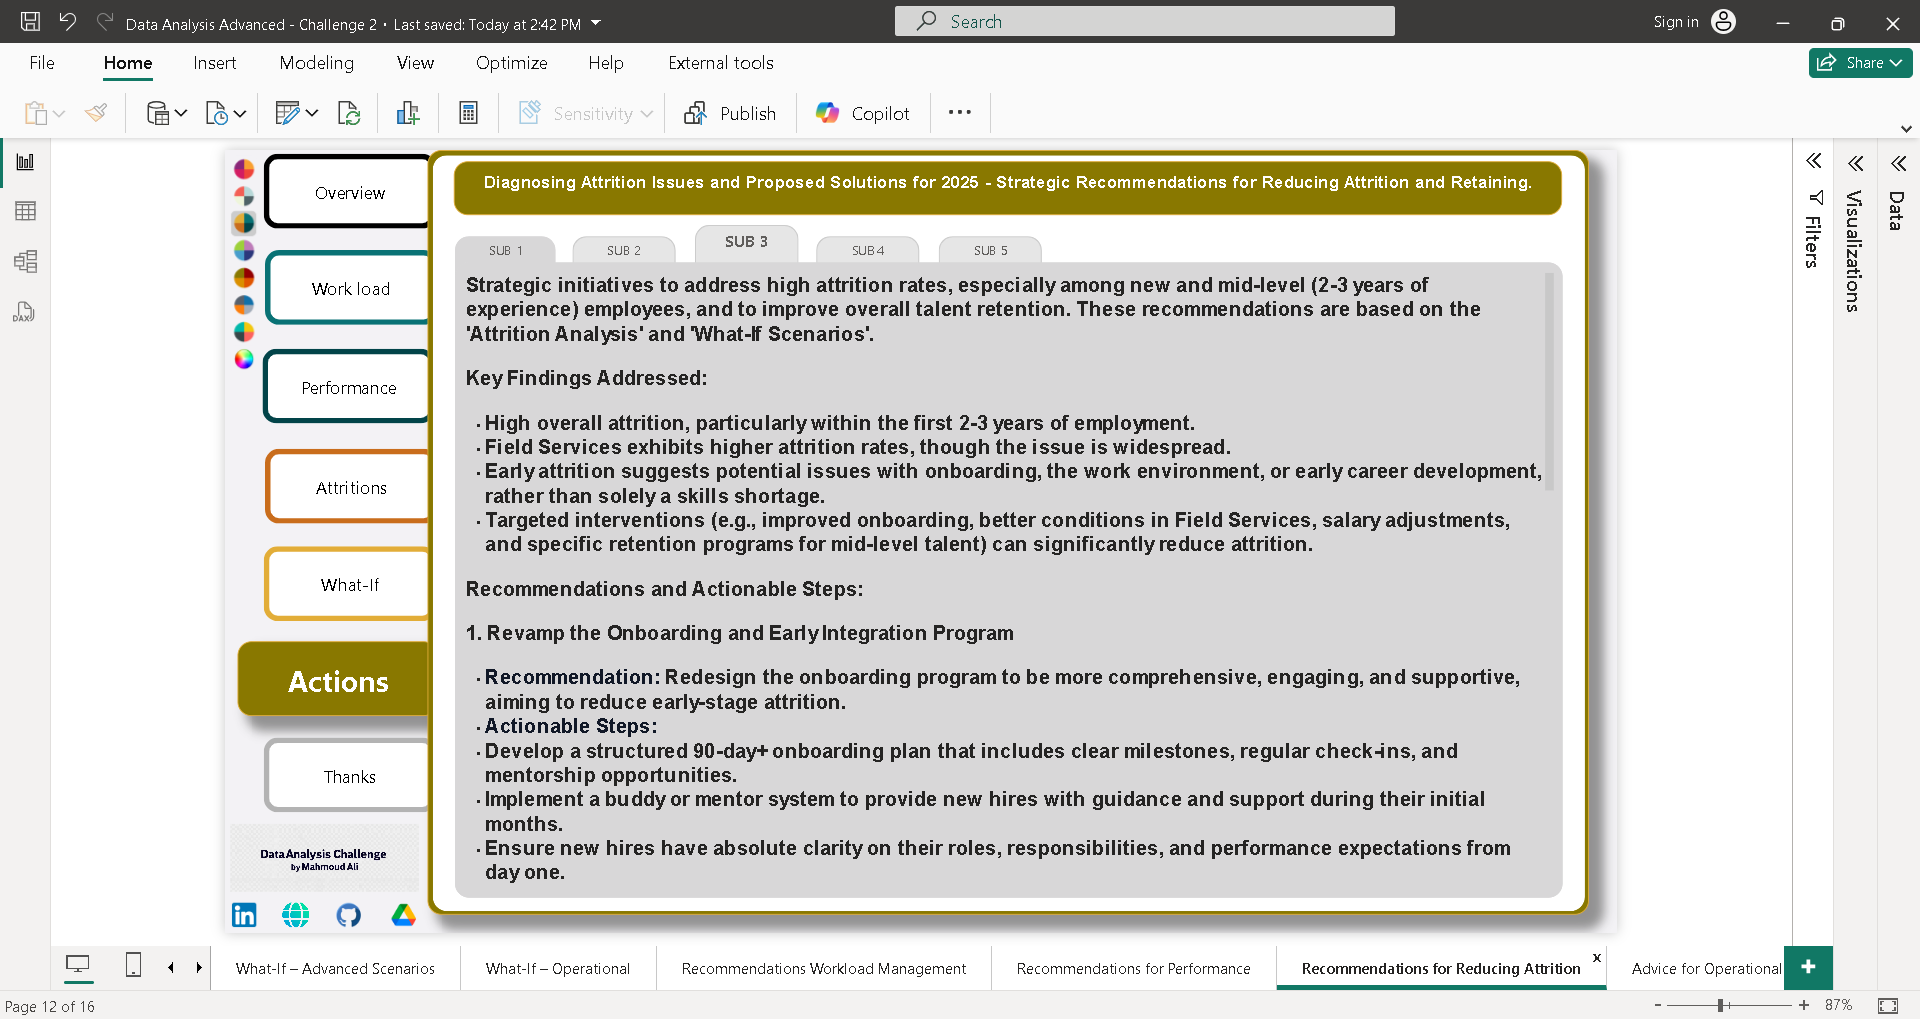 Data Analysis Advanced - Challenge 2 • Last saved: Today at 2:42 PM
Search
Sign in
File Home Insert Modeling View Optimize Help External tools
Share
Sensitivity
Publish
Copilot
DAX
Overview
Work load
Performance
Attritions
What-If
Actions
Thanks
Data Analysis Challenge
by Mahmoud Ali
in
Diagnosing Attrition Issues and Proposed Solutions for 2025 - Strategic Recommendations for Reducing Attrition and Retaining.
SUB 1 SUB 2 SUB 3 SUB 4 SUB 5
Strategic initiatives to address high attrition rates, especially among new and mid-level (2-3 years of
experience) employees, and to improve overall talent retention. These recommendations are based on the
'Attrition Analysis' and 'What-If Scenarios'.
Key Findings Addressed:
· High overall attrition, particularly within the first 2-3 years of employment.
· Field Services exhibits higher attrition rates, though the issue is widespread.
· Early attrition suggests potential issues with onboarding, the work environment, or early career development,
rather than solely a skills shortage.
· Targeted interventions (e.g., improved onboarding, better conditions in Field Services, salary adjustments,
and specific retention programs for mid-level talent) can significantly reduce attrition.
Recommendations and Actionable Steps:
1. Revamp the Onboarding and Early Integration Program
· Recommendation: Redesign the onboarding program to be more comprehensive, engaging, and supportive,
aiming to reduce early-stage attrition.
· Actionable Steps:
· Develop a structured 90-day+ onboarding plan that includes clear milestones, regular check-ins, and
mentorship opportunities.
· Implement a buddy or mentor system to provide new hires with guidance and support during their initial
months.
· Ensure new hires have absolute clarity on their roles, responsibilities, and performance expectations from
day one.
Filters
Visualizations
Data
What-If – Advanced Scenarios
What-If – Operational
Recommendations Workload Management
Recommendations for Performance
Recommendations for Reducing Attrition
x
Advice for Operational
+
Page 12 of 16
- + 87%